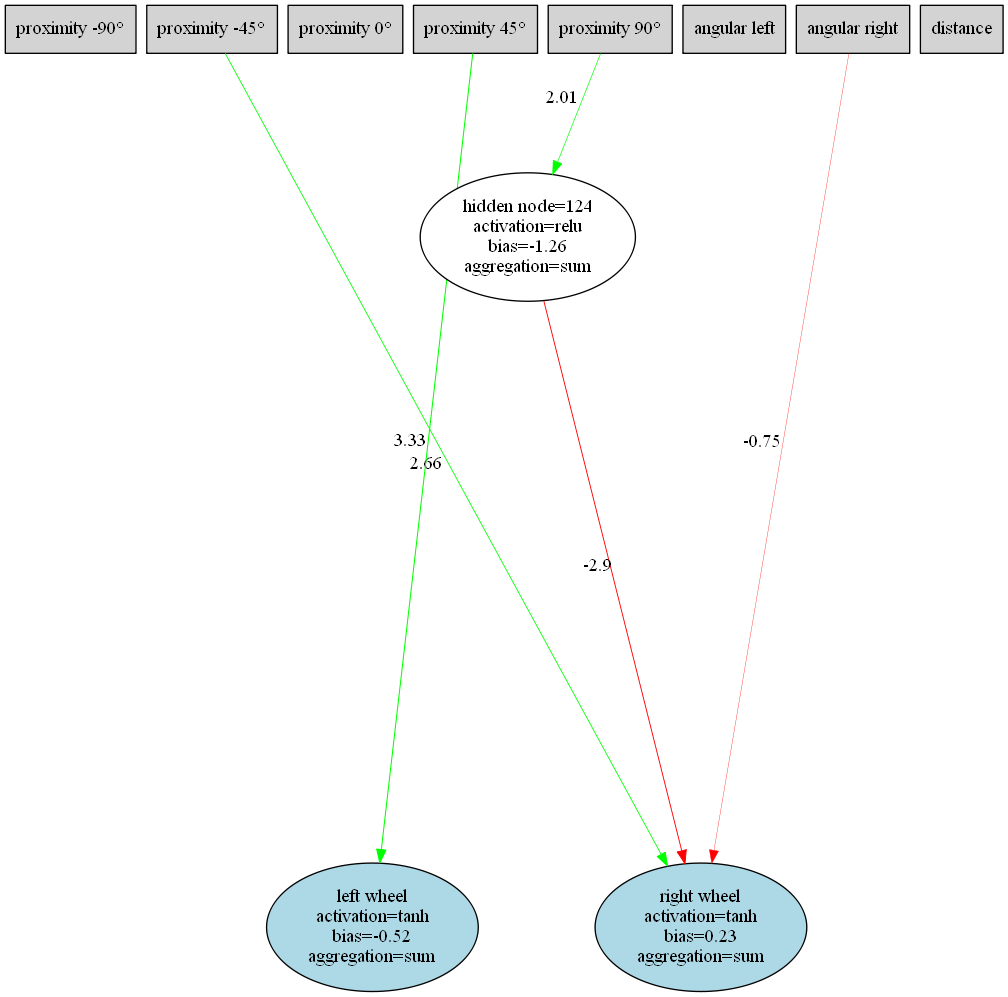 proximity -90°
proximity -45°
proximity 0°
proximity 45°
proximity 90°
angular left
angular right
distance
2.01
hidden node=124
activation=relu
bias=-1.26
aggregation=sum
3.33
-0.75
2.66
-2.9
left wheel
activation=tanh
bias=-0.52
aggregation=sum
right wheel
activation=tanh
bias=0.23
aggregation=sum